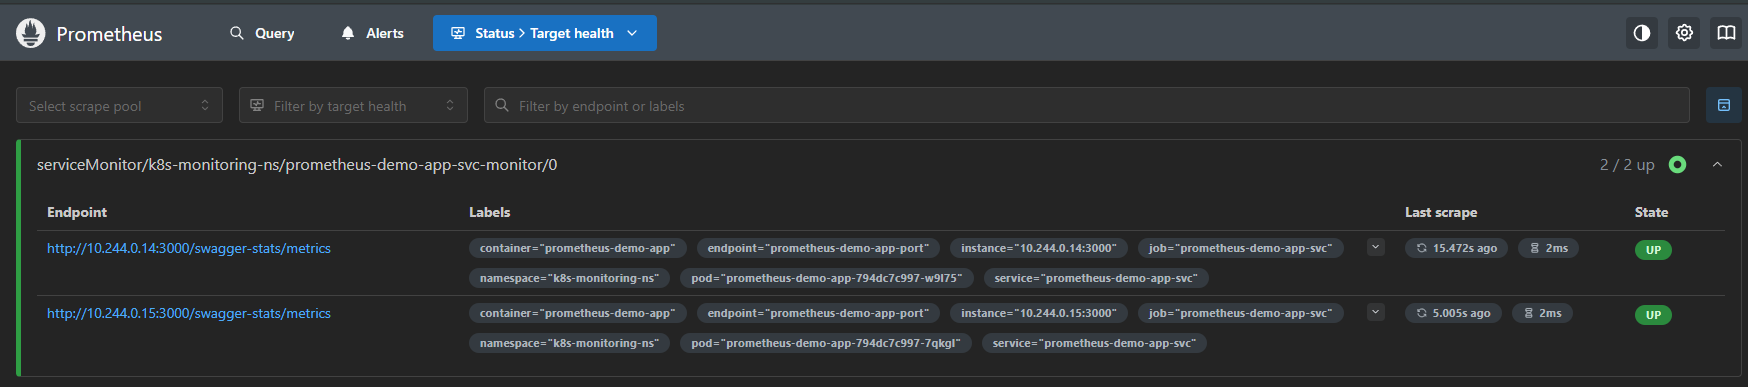 Prometheus Query Alerts Status > Target health
Select scrape pool Filter by target health Filter by endpoint or labels
serviceMonitor/k8s-monitoring-ns/prometheus-demo-app-svc-monitor/0 2 / 2 up
Endpoint Labels Last scrape State
http://10.244.0.14:3000/swagger-stats/metrics container="prometheus-demo-app" endpoint="prometheus-demo-app-port" instance="10.244.0.14:3000" job="prometheus-demo-app-svc" 15.472s ago 2ms UP
namespace="k8s-monitoring-ns" pod="prometheus-demo-app-794dc7c997-w9l75" service="prometheus-demo-app-svc"
http://10.244.0.15:3000/swagger-stats/metrics container="prometheus-demo-app" endpoint="prometheus-demo-app-port" instance="10.244.0.15:3000" job="prometheus-demo-app-svc" 5.005s ago 2ms UP
namespace="k8s-monitoring-ns" pod="prometheus-demo-app-794dc7c997-7qkgl" service="prometheus-demo-app-svc"